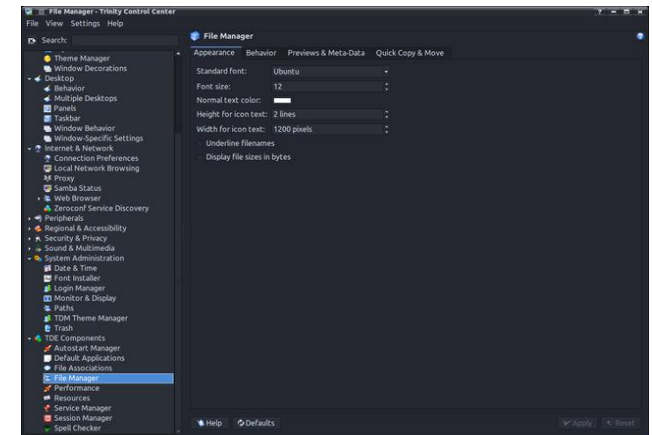 File Manager - Trinity Control Center
File View Settings Help
Search:
Theme Manager
Window Decorations
Desktop
Behavior
Multiple Desktops
Panels
Taskbar
Window Behavior
Window-Specific Settings
Internet & Network
Connection Preferences
Local Network Browsing
Proxy
Samba Status
Web Browser
Zeroconf Service Discovery
Peripherals
Regional & Accessibility
Security & Privacy
Sound & Multimedia
System Administration
Date & Time
Font Installer
Login Manager
Monitor & Display
Paths
TDM Theme Manager
Trash
TDE Components
Autostart Manager
Default Applications
File Associations
File Manager
Performance
Resources
Service Manager
Session Manager
Spell Checker
File Manager
Appearance Behavior Previews & Meta-Data Quick Copy & Move
Standard font: Ubuntu
Font size: 12
Normal text color:
Height for icon text: 2 lines
Width for icon text: 1200 pixels
Underline filenames
Display file sizes in bytes
Help Defaults Apply Reset